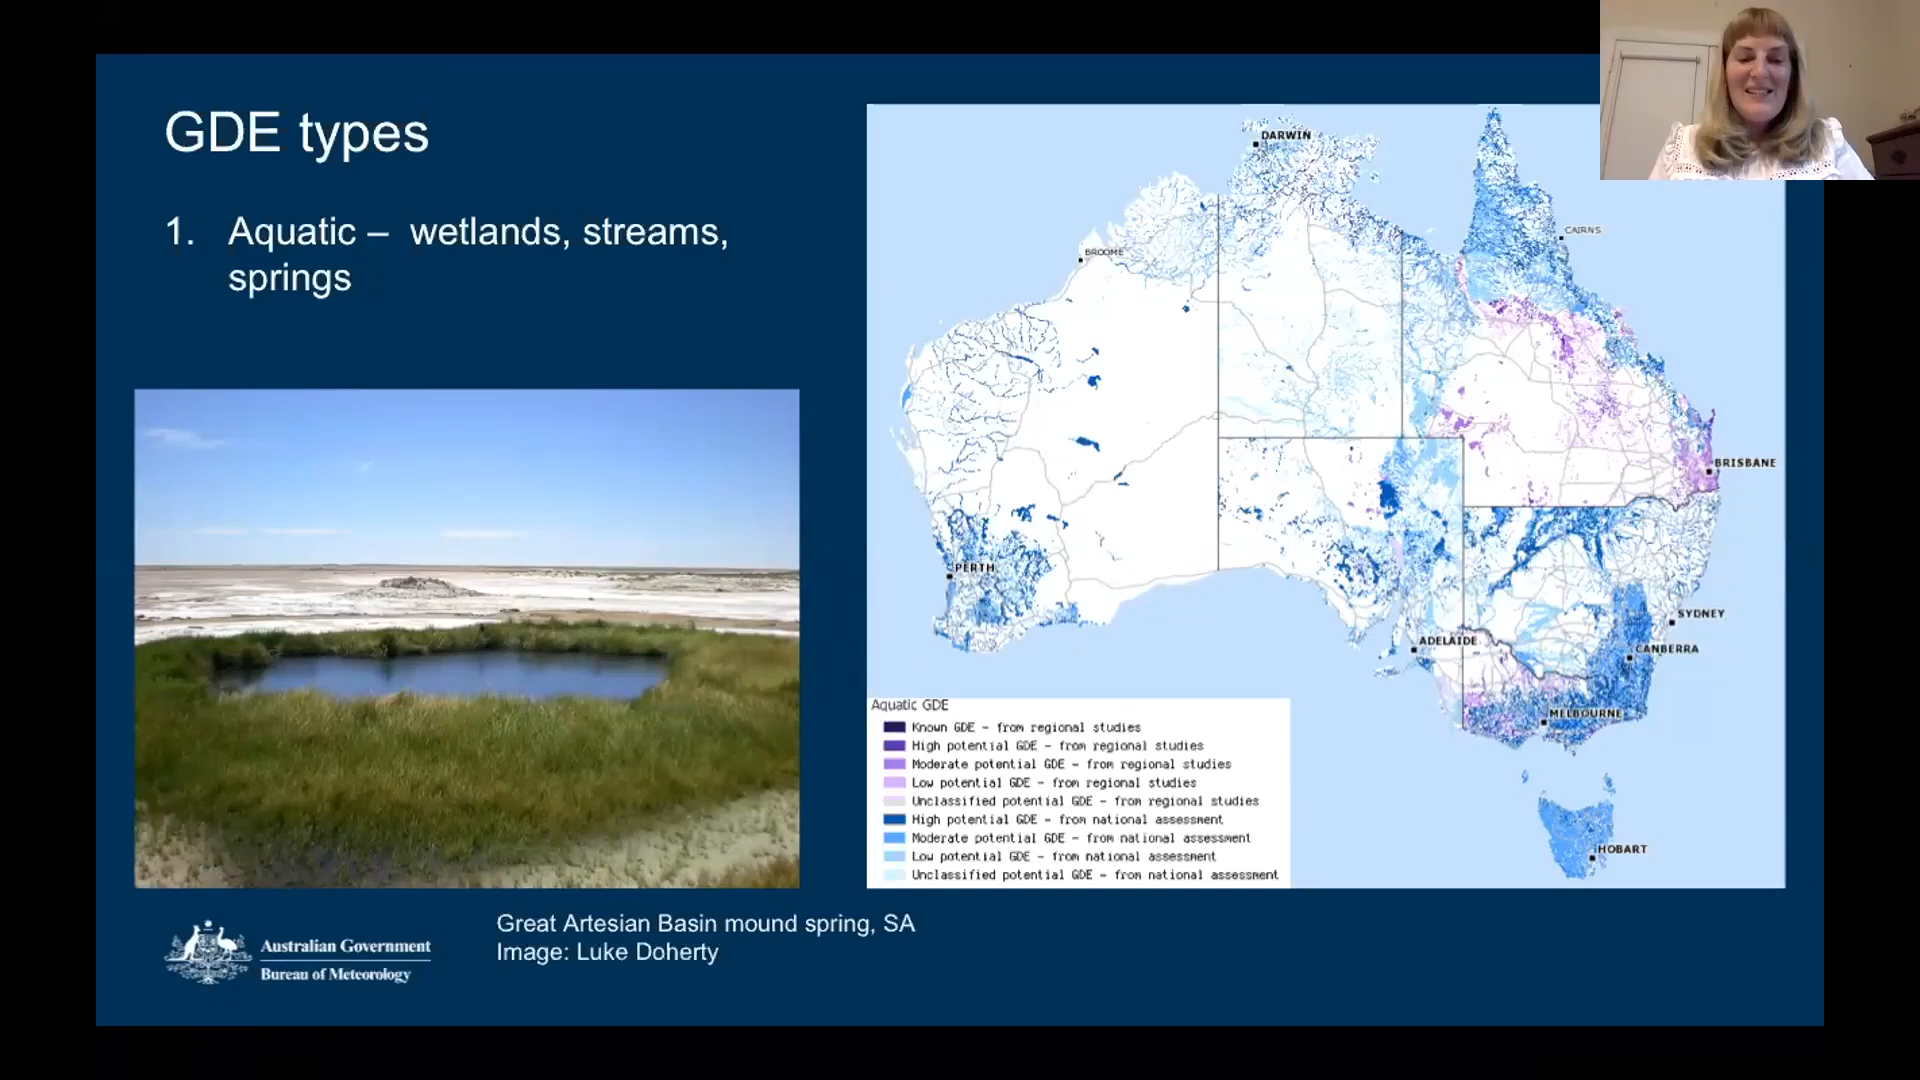 GDE types
1. Aquatic – wetlands, streams,
springs
DARWIN
CAIRNS
BROOME
BRISBANE
PERTH
SYDNEY
ADELAIDE
CANBERRA
MELBOURNE
HOBART
Aquatic GDE
Known GDE - from regional studies
High potential GDE - from regional studies
Moderate potential GDE - from regional studies
Low potential GDE - from regional studies
Unclassified potential GDE - from regional studies
High potential GDE - from national assessment
Moderate potential GDE - from national assessment
Low potential GDE - from national assessment
Unclassified potential GDE - from national assessment
Great Artesian Basin mound spring, SA
Image: Luke Doherty
Australian Government
Bureau of Meteorology